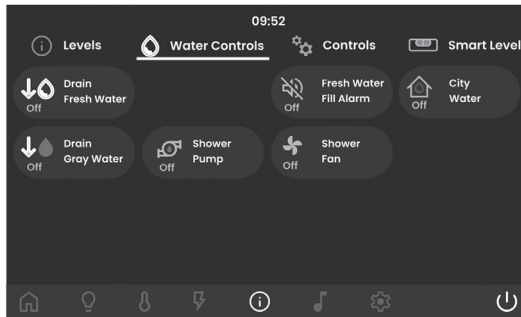 09:52
Levels
Water Controls
Controls
Smart Level
Drain
Fresh Water
Off
Fresh Water
Fill Alarm
Off
City
Water
Off
Drain
Gray Water
Off
Shower
Pump
Off
Shower
Fan
Off